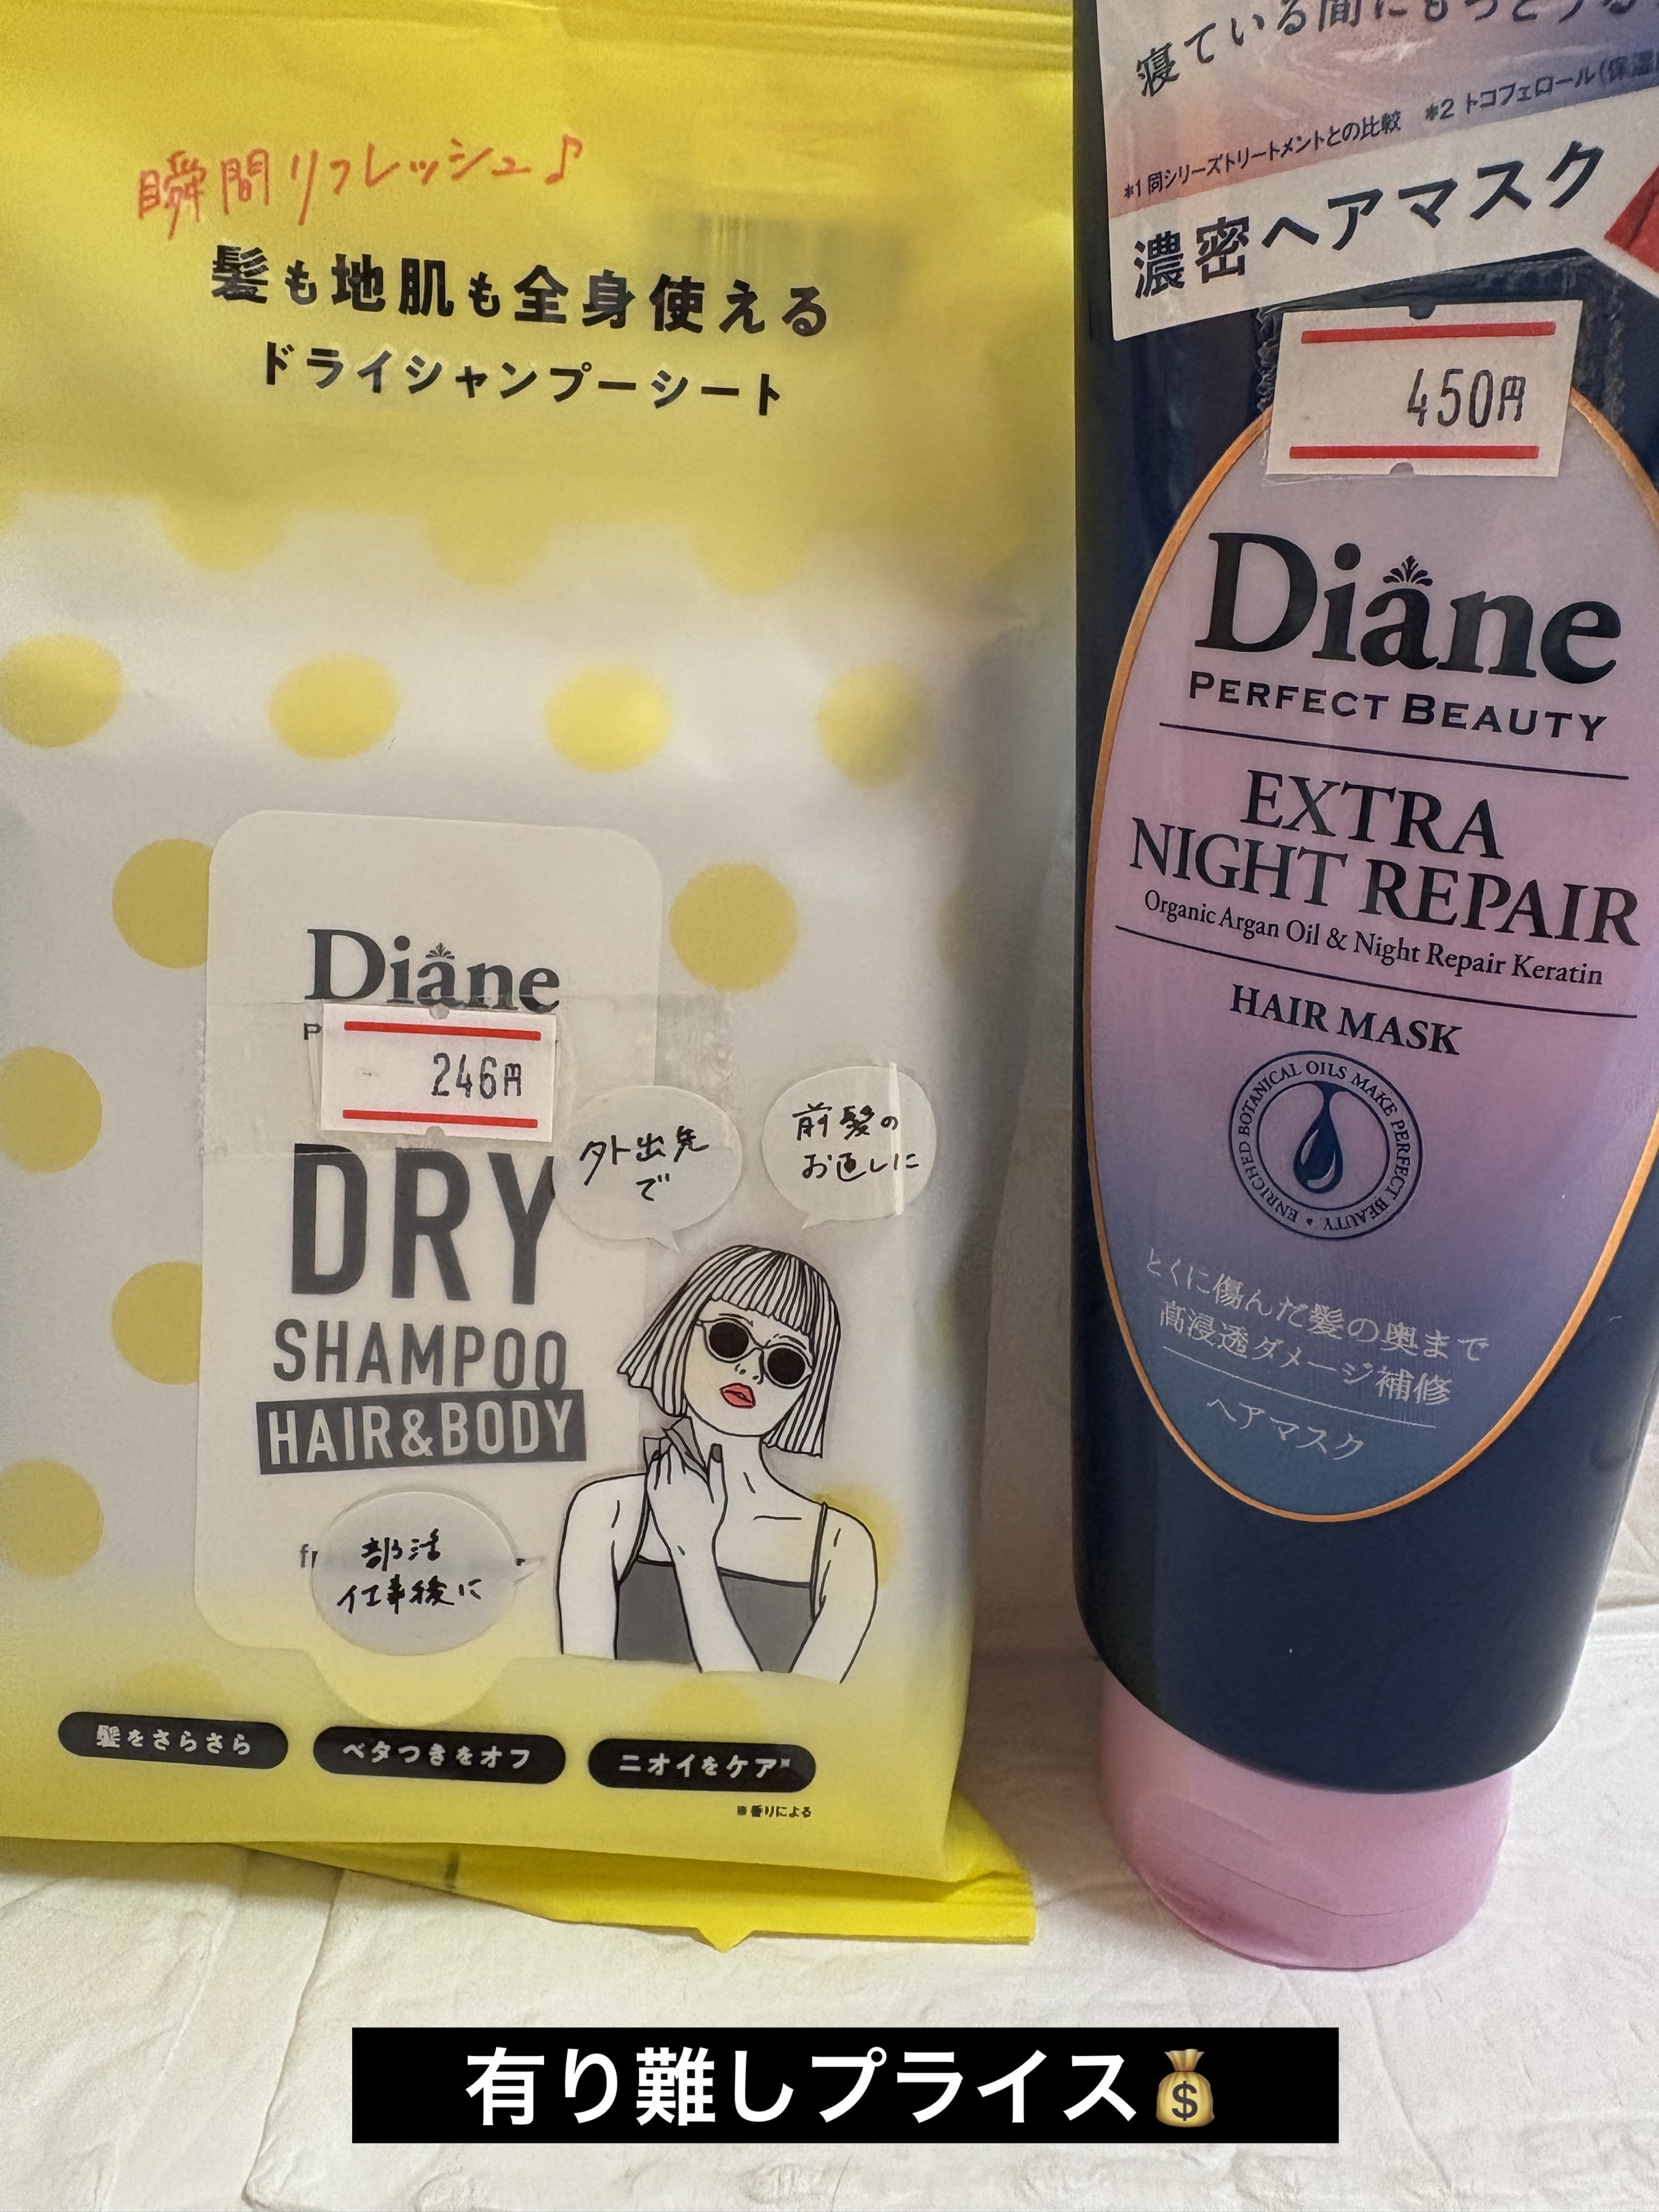 瞬間リフレッシュ♪
髪も地肌も全身使える
ドライシャンプーシート
Diane
246円
DRY
SHAMPOO
HAIR&BODY
外出先
で
前髪の
お直しに
部活
仕事後に
髪をさらさら
ベタつきをオフ
ニオイをケア※
※香りによる
寝ている間にもっとうる
*1 同シリーズトリートメントとの比較 *2 トコフェロール(保湿
濃密ヘアマスク
450円
Diane
PERFECT BEAUTY
EXTRA
NIGHT REPAIR
Organic Argan Oil & Night Repair Keratin
HAIR MASK
ENRICHED BOTANICAL OILS MAKE PERFECT BEAUTY •
とくに傷んだ髪の奥まで
高浸透ダメージ補修
ヘアマスク
有り難しプライス💰